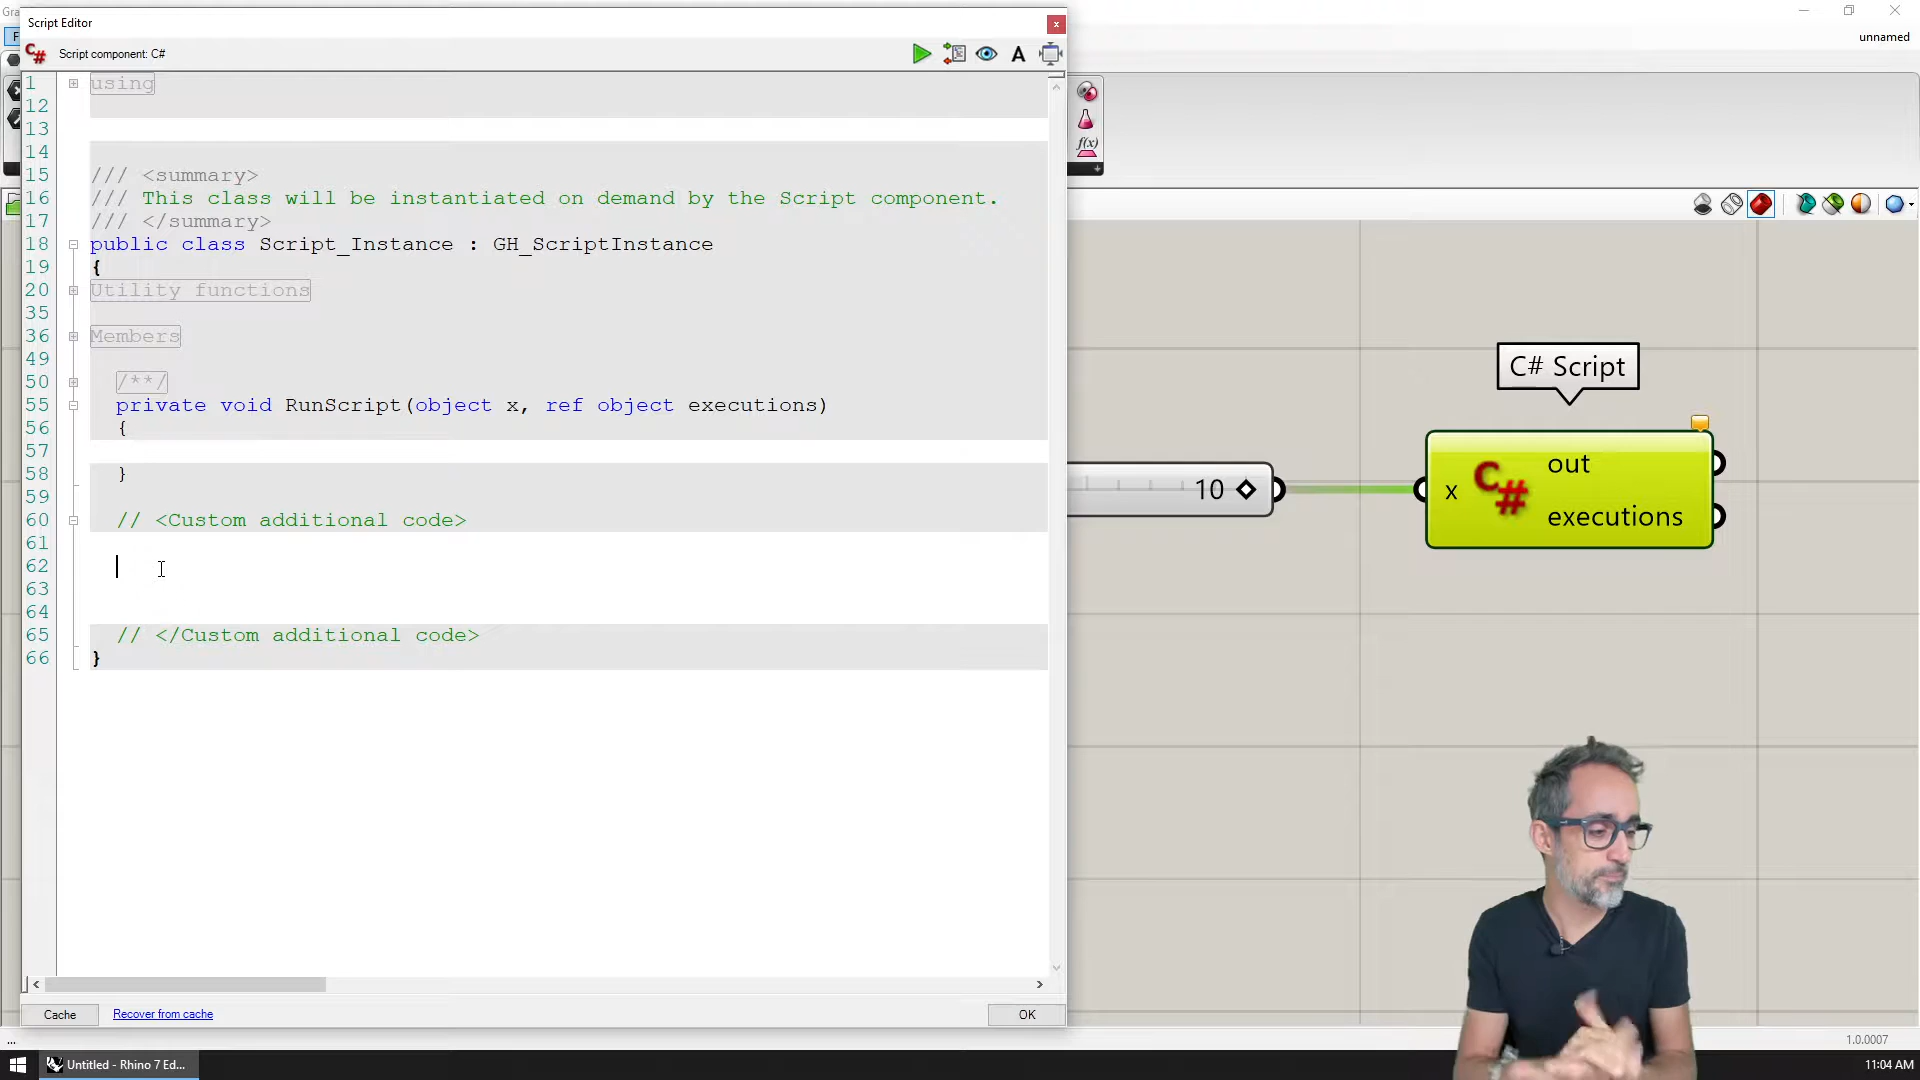 Gra
Script Editor
x
F
C# Script component: C#
A
unnamed
1 using
12
13
14
15 /// <summary>
16 /// This class will be instantiated on demand by the Script component.
17 /// </summary>
18 public class Script_Instance : GH_ScriptInstance
19 {
20 Utility functions
35
36 Members
49
50 /**/
55 private void RunScript(object x, ref object executions)
56 {
57
58 }
59
60 // <Custom additional code>
61
62
63
64
65 // </Custom additional code>
66 }
f(x)
C# Script
10
x C# out
executions
Cache
Recover from cache
OK
...
1.0.0007
Untitled - Rhino 7 Ed...
11:04 AM